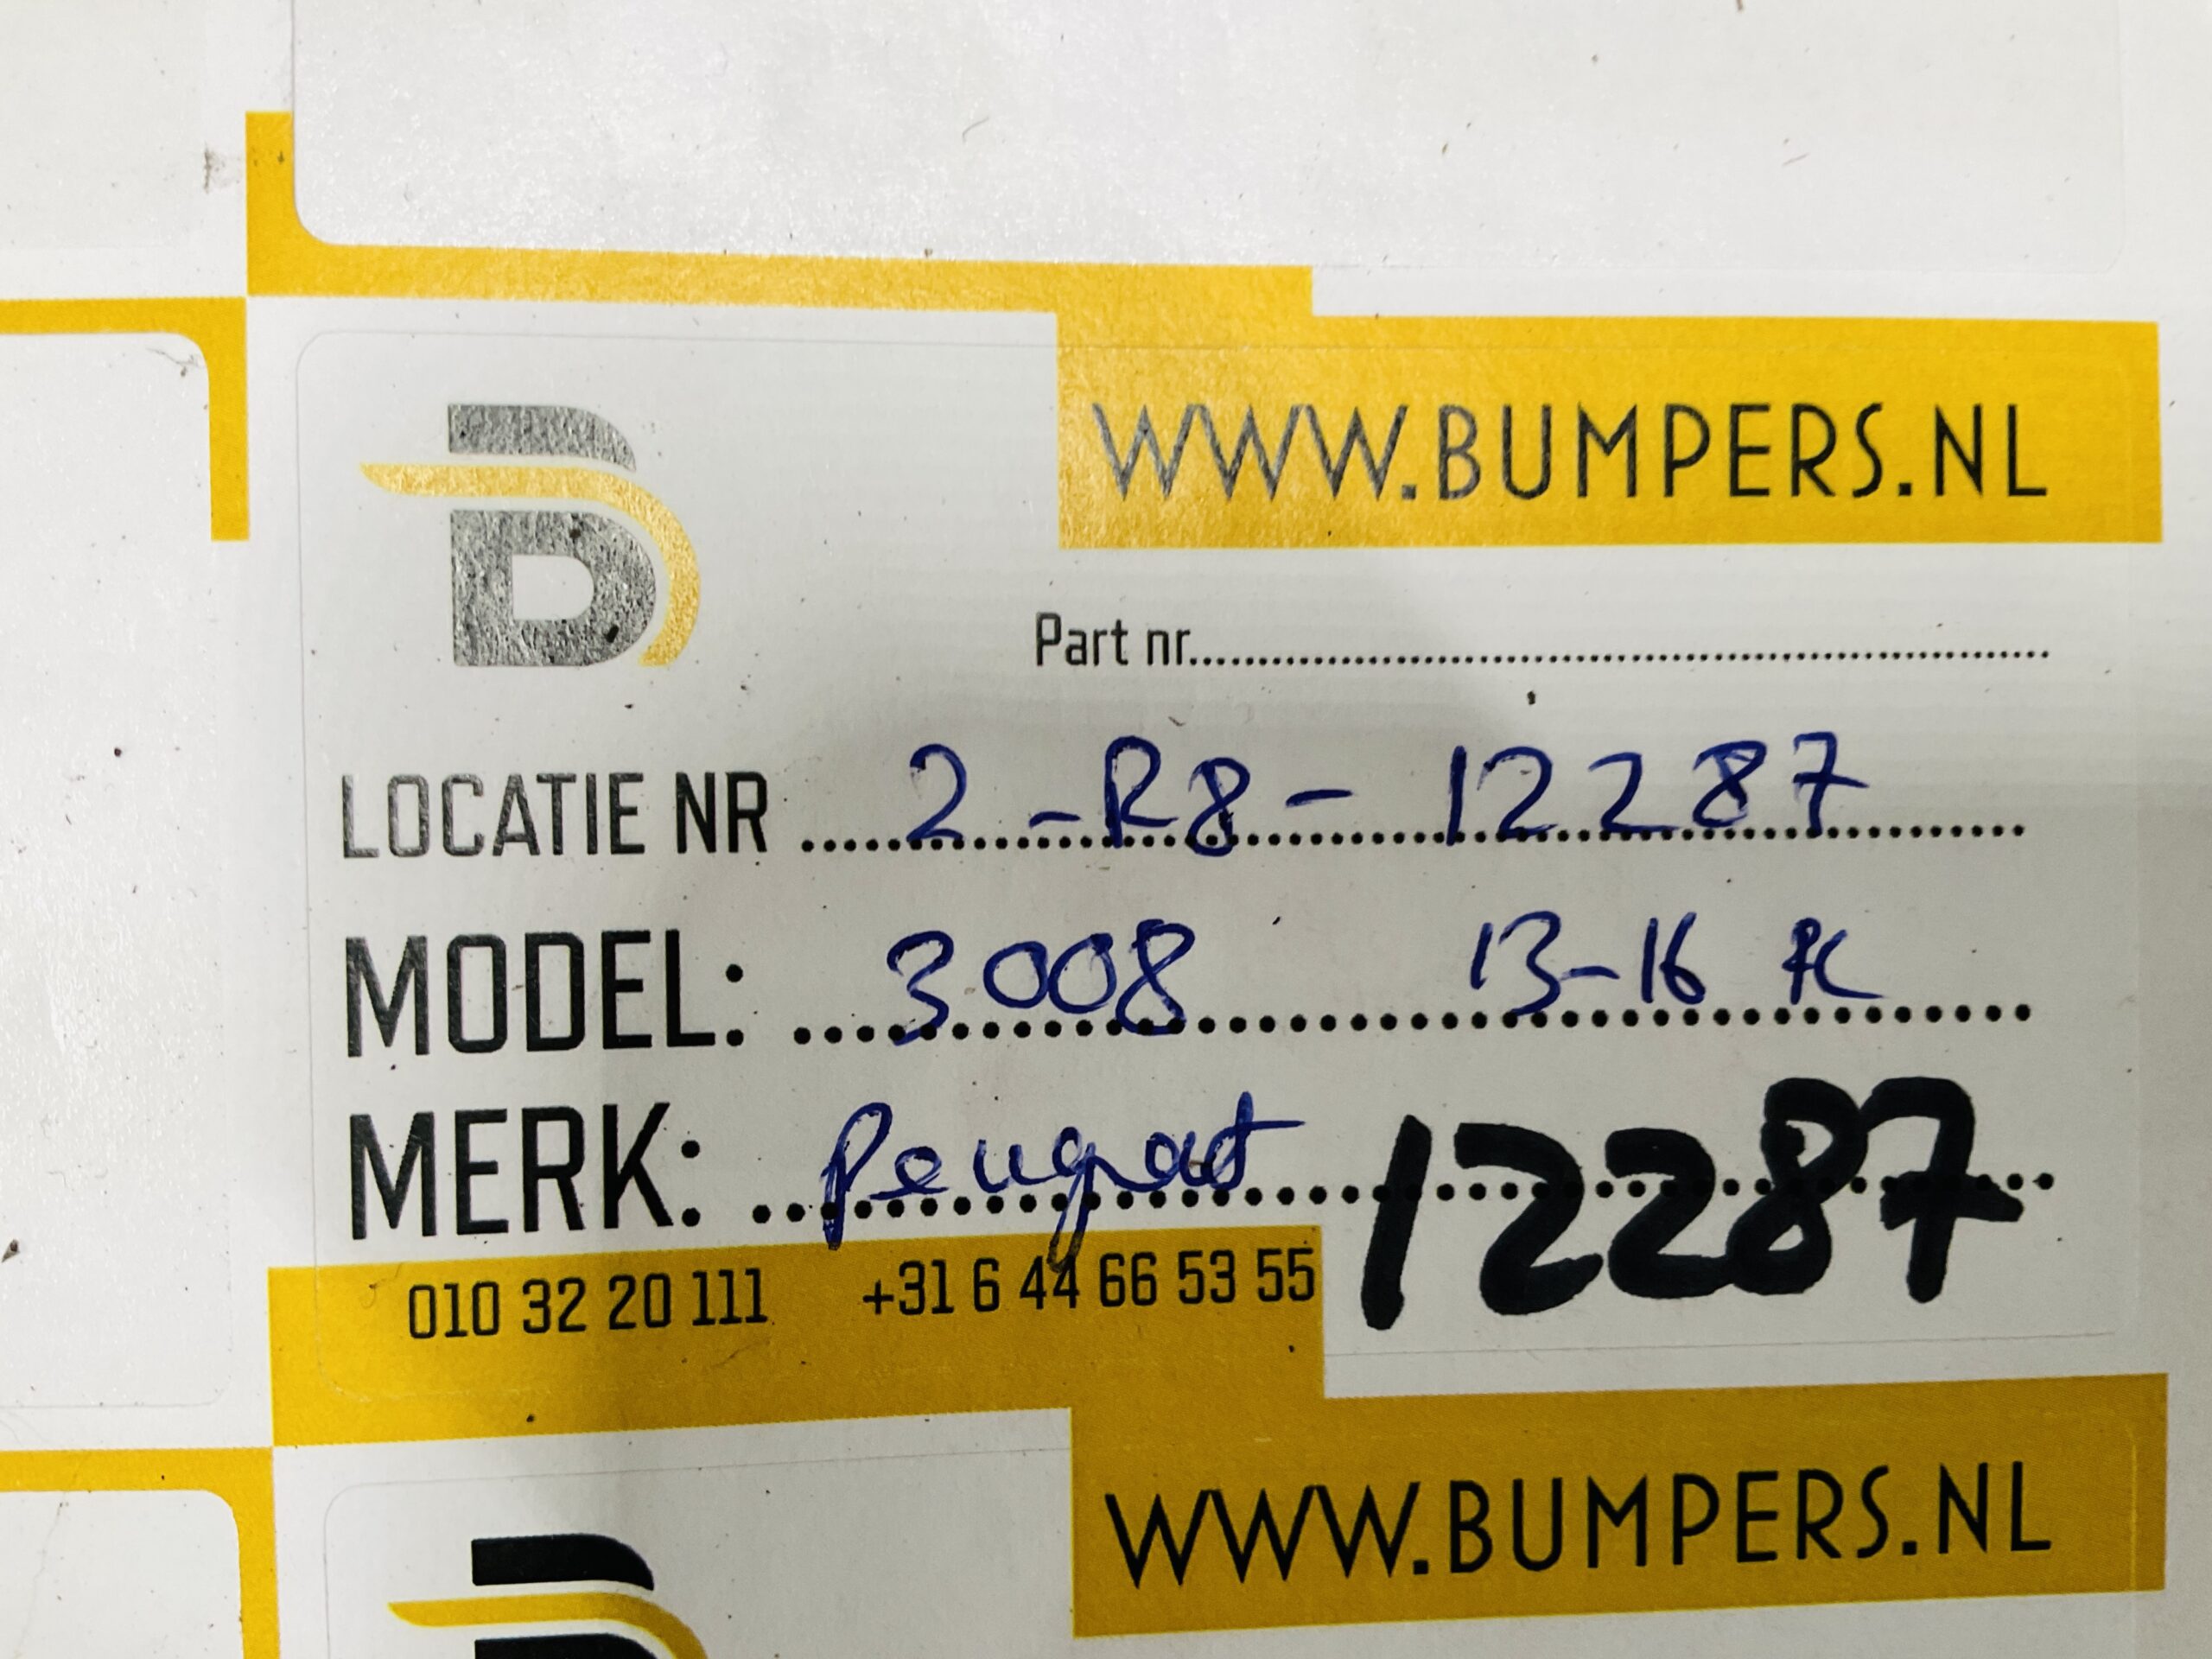 WWW.BUMPERS.NL
Part nr.
LOCATIE NR 2-R8-12287
MODEL: 3008 13-16
MERK: Peugeot 12287
010 32 20 111 +31 6 44 66 53 55
WWW.BUMPERS.NL